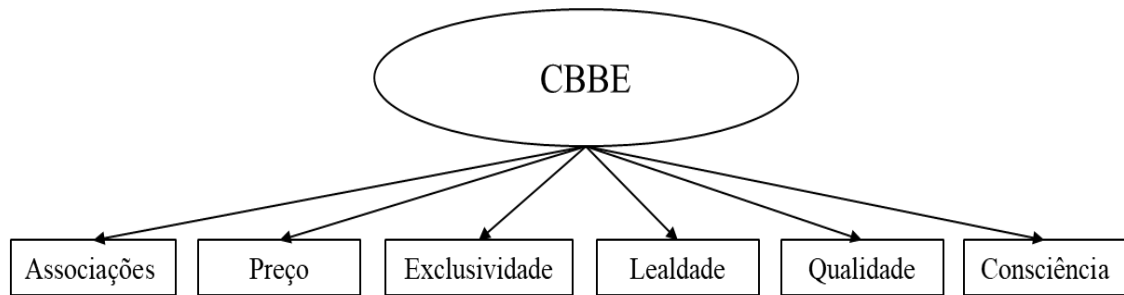 CBBE
Associações
Preço
Exclusividade
Lealdade
Qualidade
Consciência